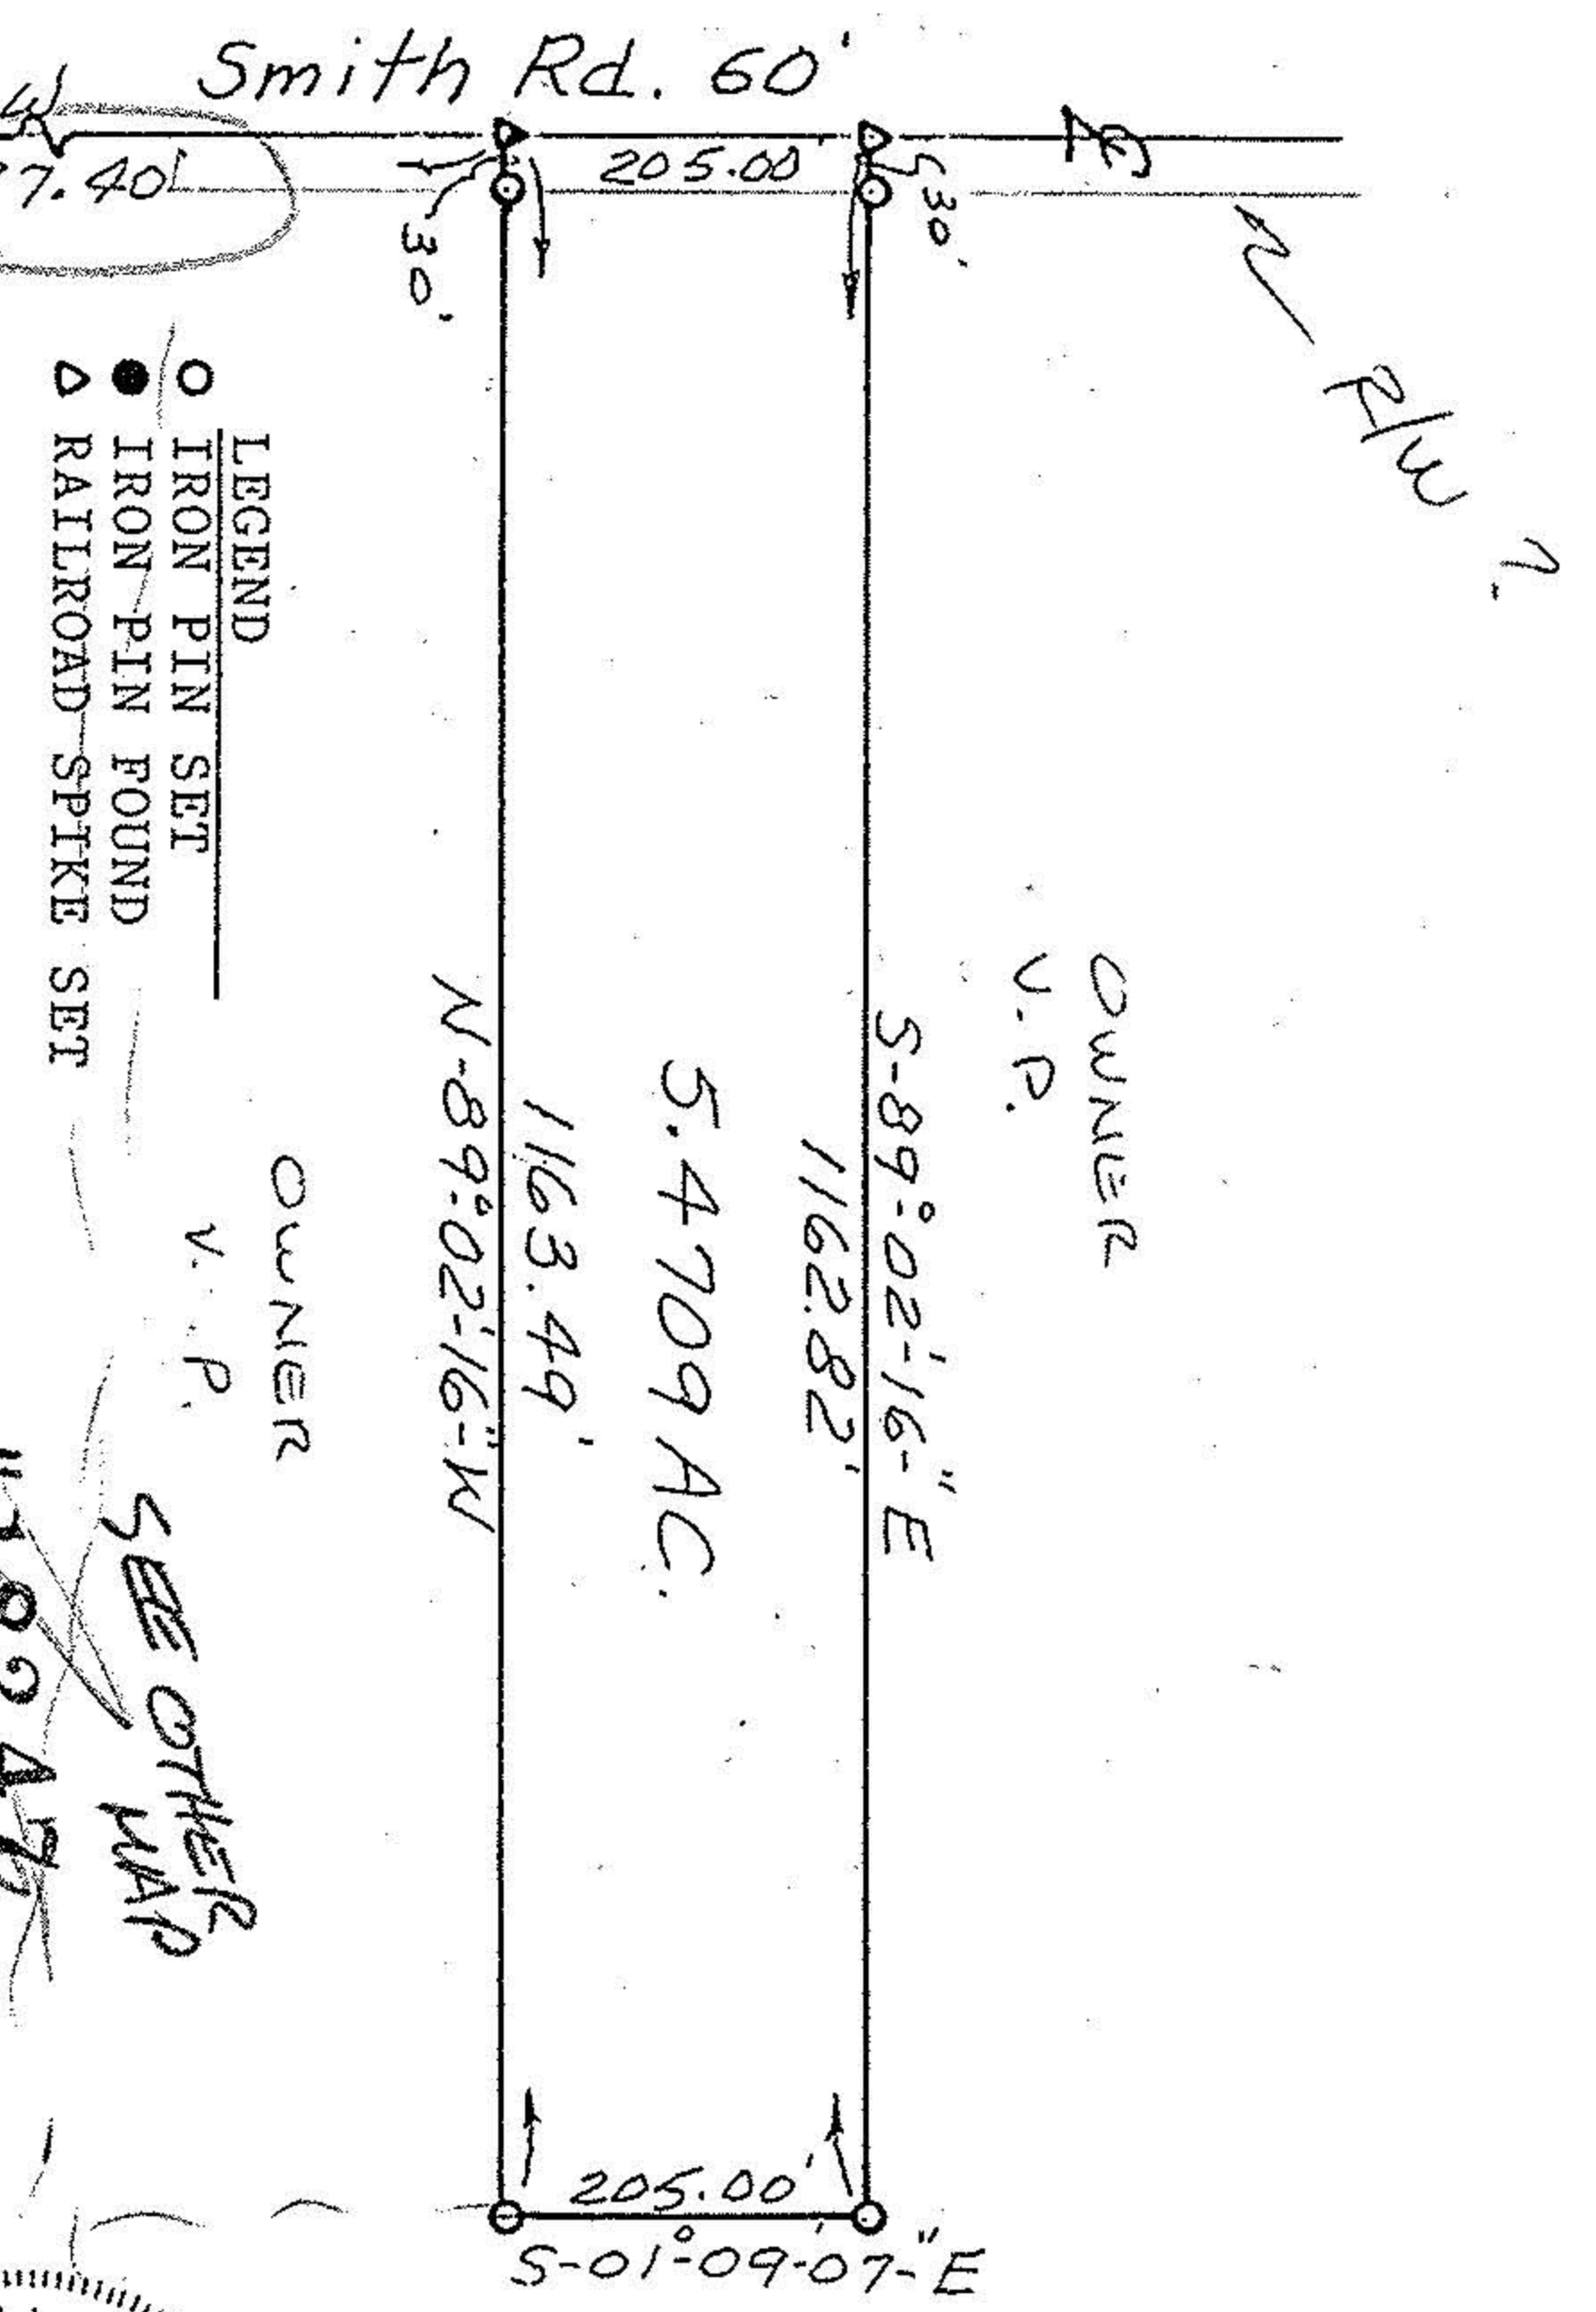 Smith Rd. 60'
7.40'
205.00'
30'
30'
R/W ?
LEGEND
IRON PIN SET
IRON PIN FOUND
RAILROAD SPIKE SET
OWNER
V. P.
S-89°-02'-16-"E
1162.82'
5.4709 AC.
1163.49'
N-89°-02'-16-"W
OWNER
V. P.
SEE OTHER
MAP
205.00'
S-01°-09'-07-"E